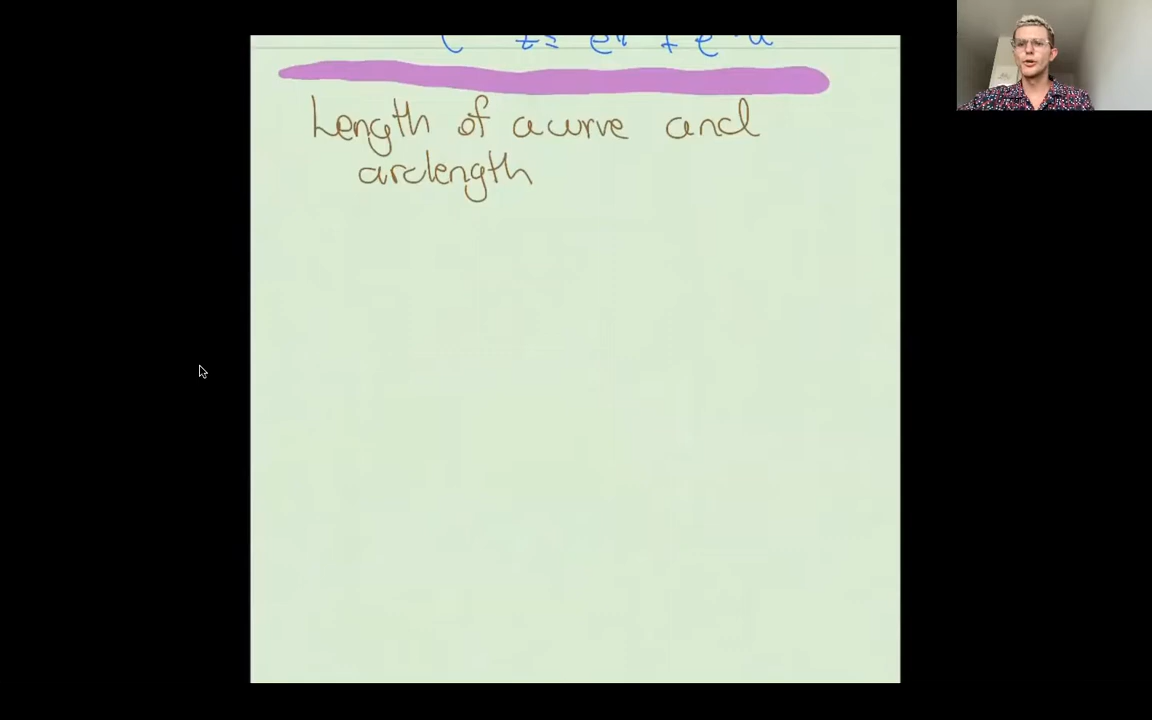 z = e^u + e^-u
Length of a curve and
arclength